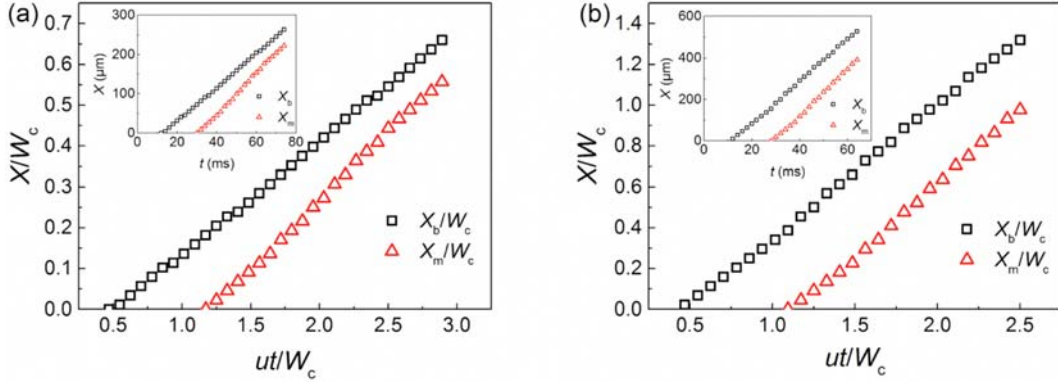 (a)
X/Wc
0.7
0.6
0.5
0.4
0.3
0.2
0.1
0.0
0.5 1.0 1.5 2.0 2.5 3.0
ut/Wc
X (μm)
300
200
100
0
0 20 40 60 80
t (ms)
Xb
Xm
Xb/Wc
Xm/Wc
(b)
X/Wc
1.4
1.2
1.0
0.8
0.6
0.4
0.2
0.0
0.5 1.0 1.5 2.0 2.5
ut/Wc
X (μm)
600
400
200
0
0 20 40 60
t (ms)
Xb
Xm
Xb/Wc
Xm/Wc